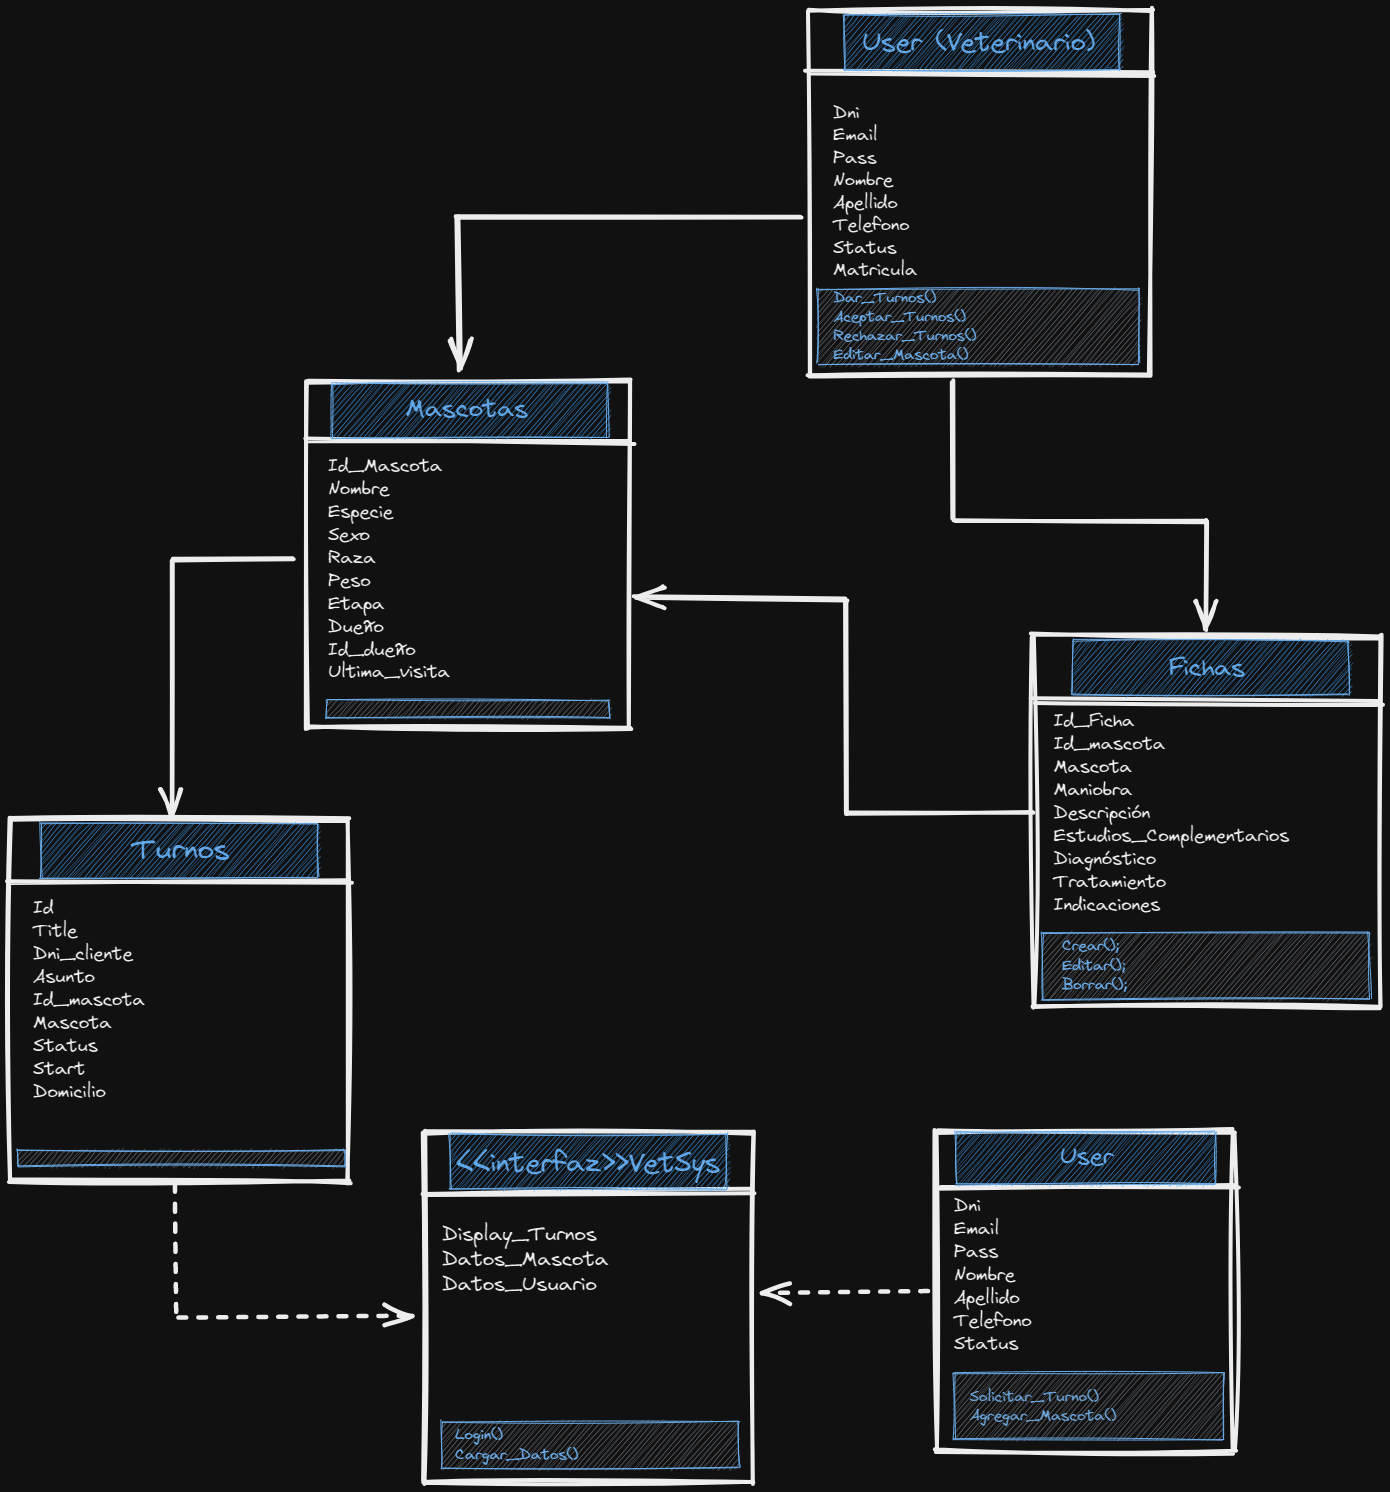 User (Veterinario)
Dni
Email
Pass
Nombre
Apellido
Telefono
Status
Matricula
Dar_Turnos()
Aceptar_Turnos()
Rechazar_Turnos()
Editar_Mascota()
Mascotas
Id_Mascota
Nombre
Especie
Sexo
Raza
Peso
Etapa
Dueño
Id_dueño
Ultima_visita
Fichas
Id_Ficha
Id_mascota
Mascota
Maniobra
Descripción
Estudios_Complementarios
Diagnóstico
Tratamiento
Indicaciones
Crear();
Editar();
Borrar();
Turnos
Id
Title
Dni_cliente
Asunto
Id_mascota
Mascota
Status
Start
Domicilio
<<interfaz>>VetSys
Display_Turnos
Datos_Mascota
Datos_Usuario
Login()
Cargar_Datos()
User
Dni
Email
Pass
Nombre
Apellido
Telefono
Status
Solicitar_Turno()
Agregar_Mascota()